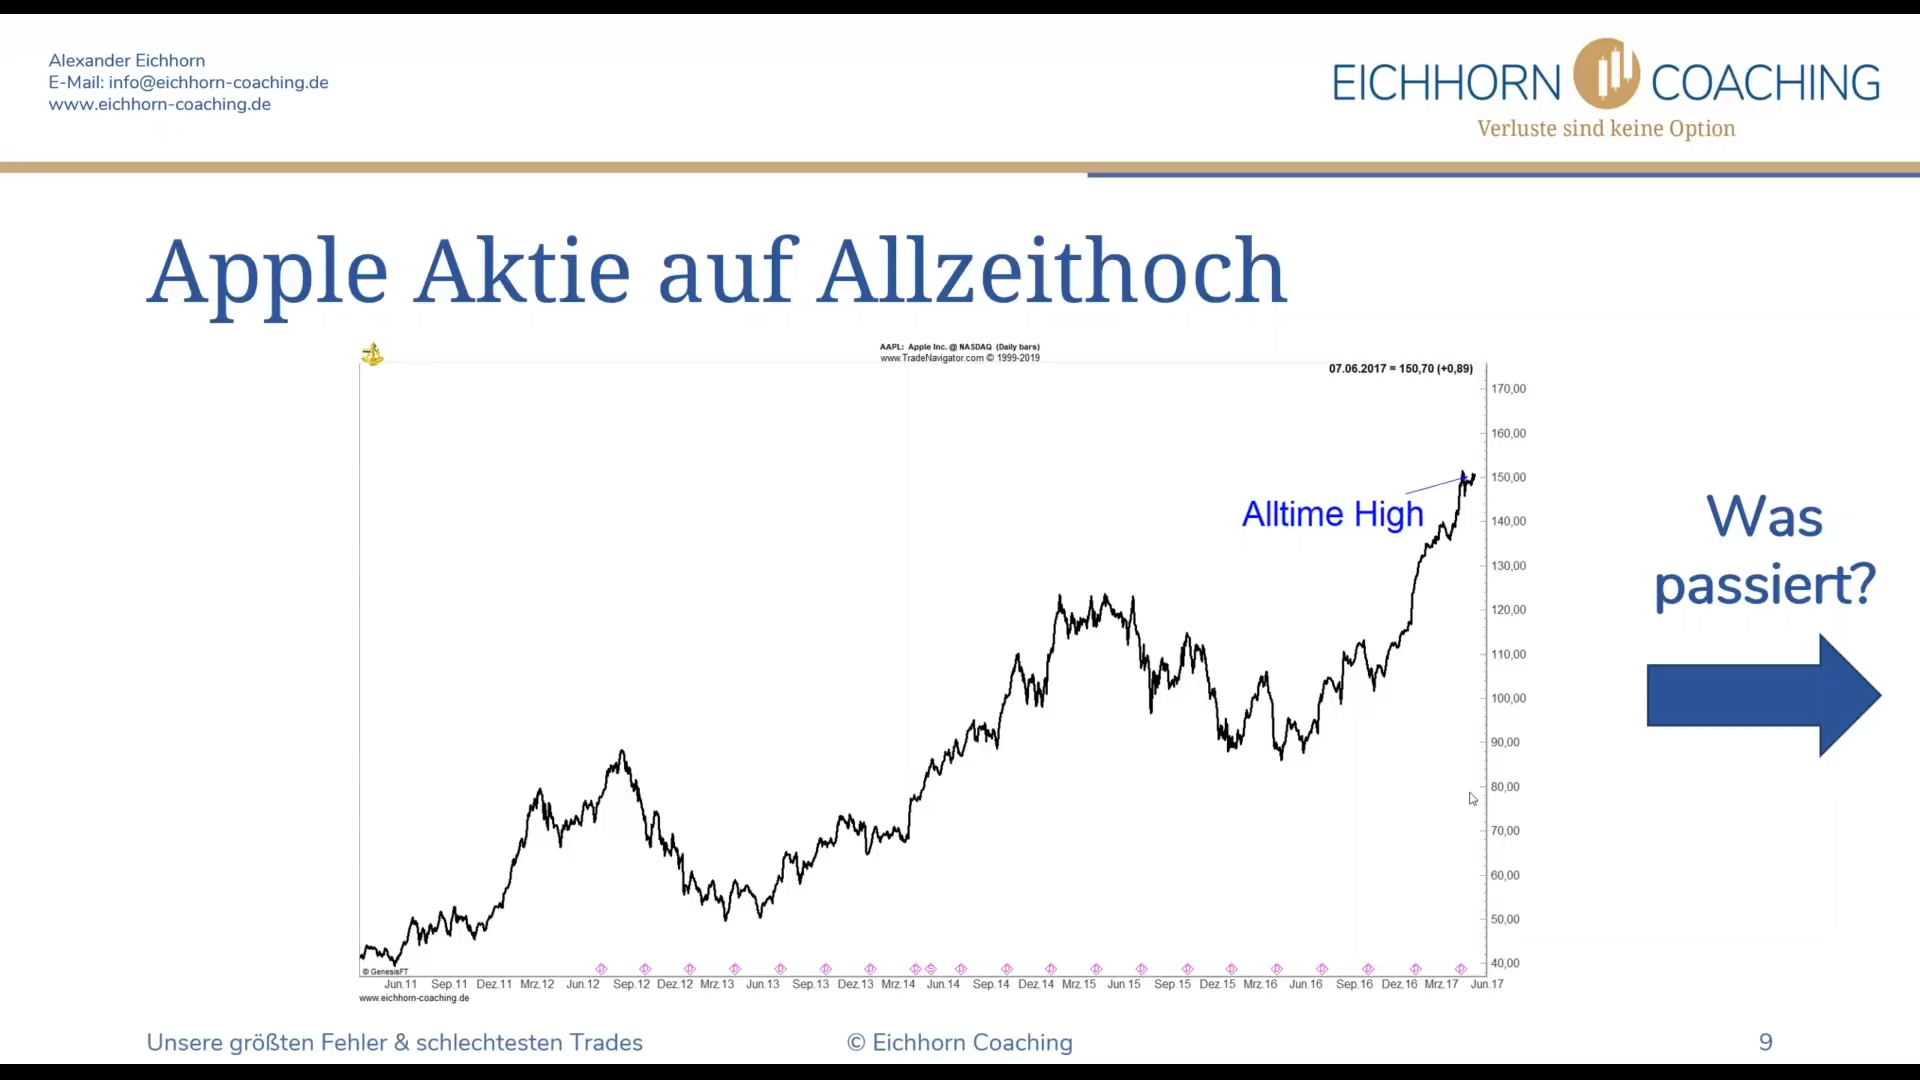 Alexander Eichhorn
E-Mail: info@eichhorn-coaching.de
www.eichhorn-coaching.de
EICHHORN COACHING
Verluste sind keine Option
Apple Aktie auf Allzeithoch
AAPL: Apple Inc. @ NASDAQ (Daily bars)
www.TradeNavigator.com © 1999-2019
07.06.2017 = 150,70 (+0,89)
170,00
160,00
150,00
140,00
130,00
120,00
110,00
100,00
90,00
80,00
70,00
60,00
50,00
40,00
Alltime High
Was
passiert?
© GenesisFT
D D D D D D D D S D D D D D D D D D D D D
Jun.11 Sep.11 Dez.11 Mrz.12 Jun.12 Sep.12 Dez.12 Mrz.13 Jun.13 Sep.13 Dez.13 Mrz.14 Jun.14 Sep.14 Dez.14 Mrz.15 Jun.15 Sep.15 Dez.15 Mrz.16 Jun.16 Sep.16 Dez.16 Mrz.17 Jun.17
www.eichhorn-coaching.de
Unsere größten Fehler & schlechtesten Trades
© Eichhorn Coaching
9